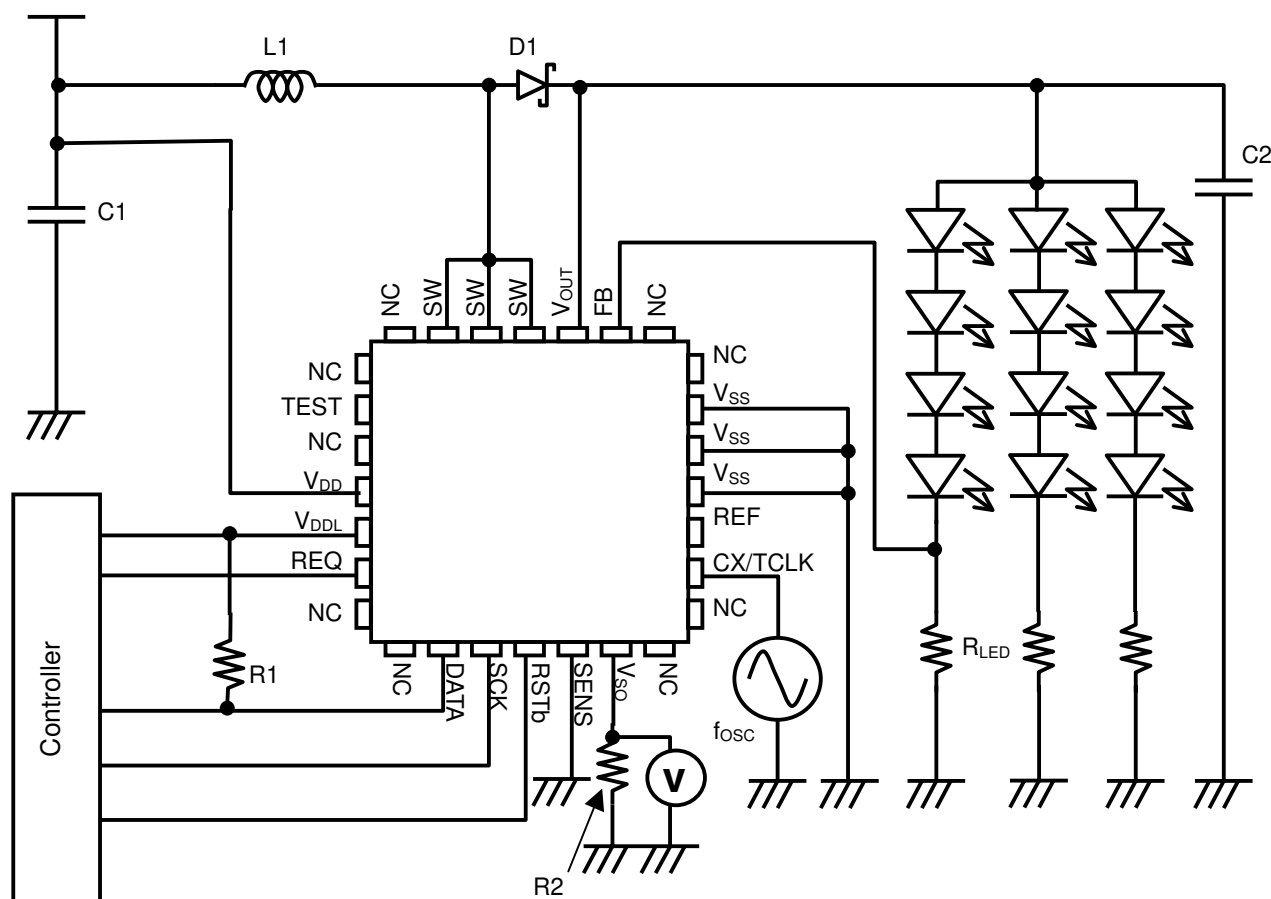 L1
D1
C2
C1
NC
SW
SW
SW
VOUT
FB
NC
NC
TEST
NC
VDD
VDDL
REQ
NC
NC
VSS
VSS
VSS
REF
CX/TCLK
NC
NC
DATA
SCK
RSTb
SENS
VSO
NC
R1
RLED
fOSC
V
R2
Controller